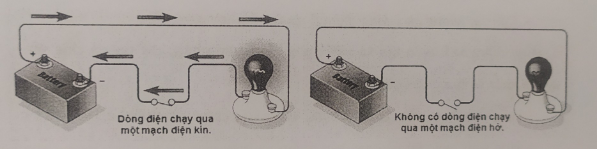 +
-
Battery
Dòng điện chạy qua
một mạch điện kín.
+
-
Battery
Không có dòng điện chạy
qua một mạch điện hở.